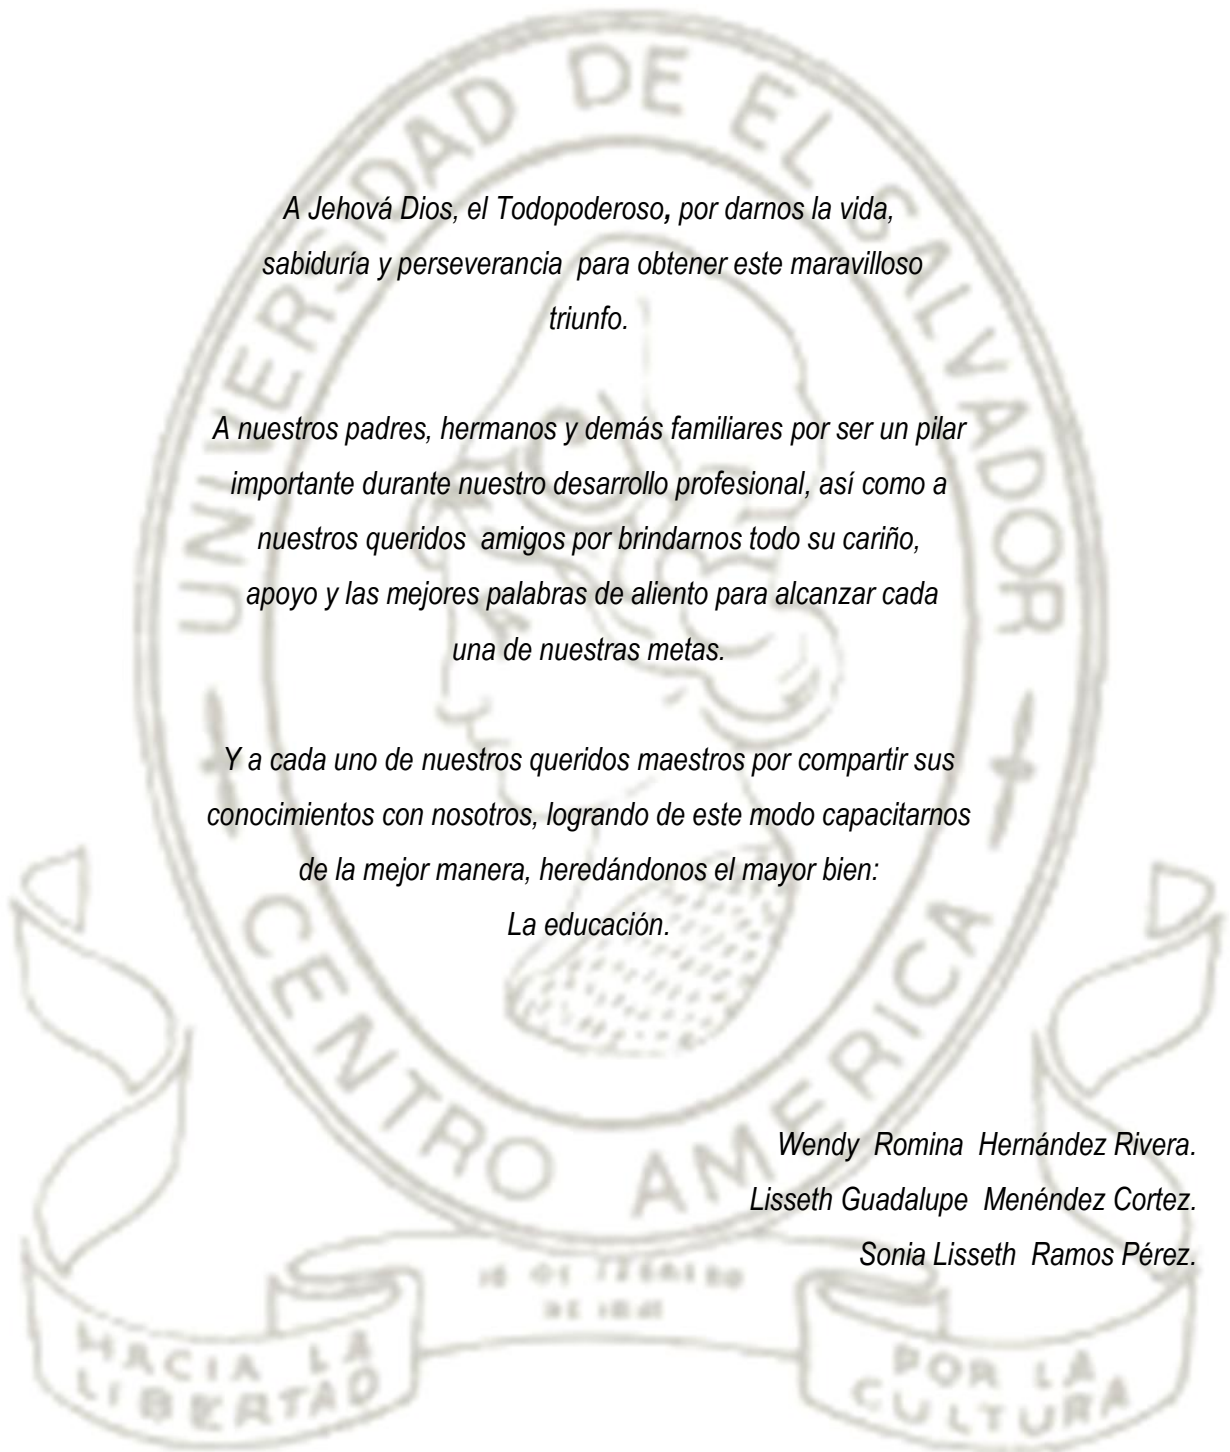 UNIVERSIDAD DE EL SALVADOR
A Jehová Dios, el Todopoderoso, por darnos la vida,
sabiduría y perseverancia  para obtener este maravilloso
triunfo.
A nuestros padres, hermanos y demás familiares por ser un pilar
importante durante nuestro desarrollo profesional, así como a
nuestros queridos  amigos por brindarnos todo su cariño,
apoyo y las mejores palabras de aliento para alcanzar cada
una de nuestras metas.
Y a cada uno de nuestros queridos maestros por compartir sus
conocimientos con nosotros, logrando de este modo capacitarnos
de la mejor manera, heredándonos el mayor bien:
La educación.
CENTRO AMERICA
Wendy  Romina  Hernández Rivera.
Lisseth Guadalupe  Menéndez Cortez.
Sonia Lisseth  Ramos Pérez.
HACIA LA
LIBERTAD
POR LA
CULTURA